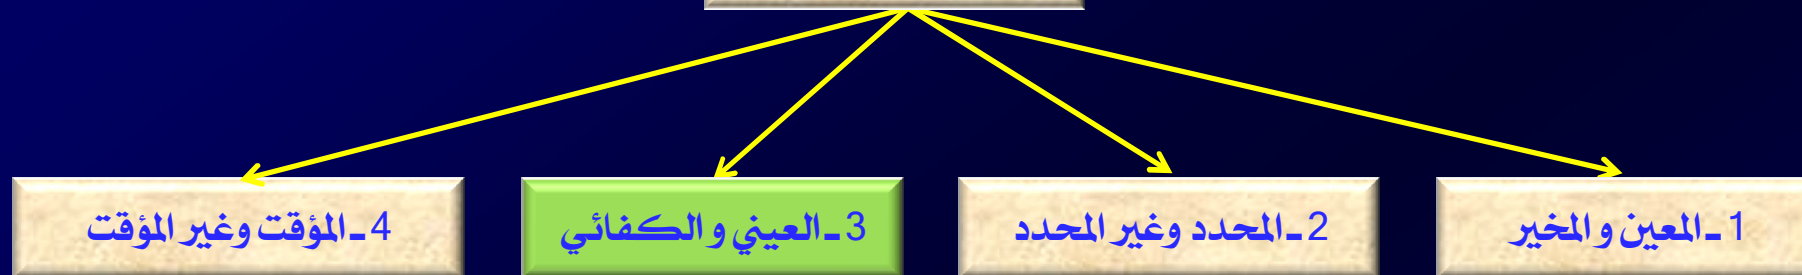 1ـ المعين والمخير
2ـ المحدد وغير المحدد
3ـ العيني والكفائي
4ـ المؤقت وغير المؤقت